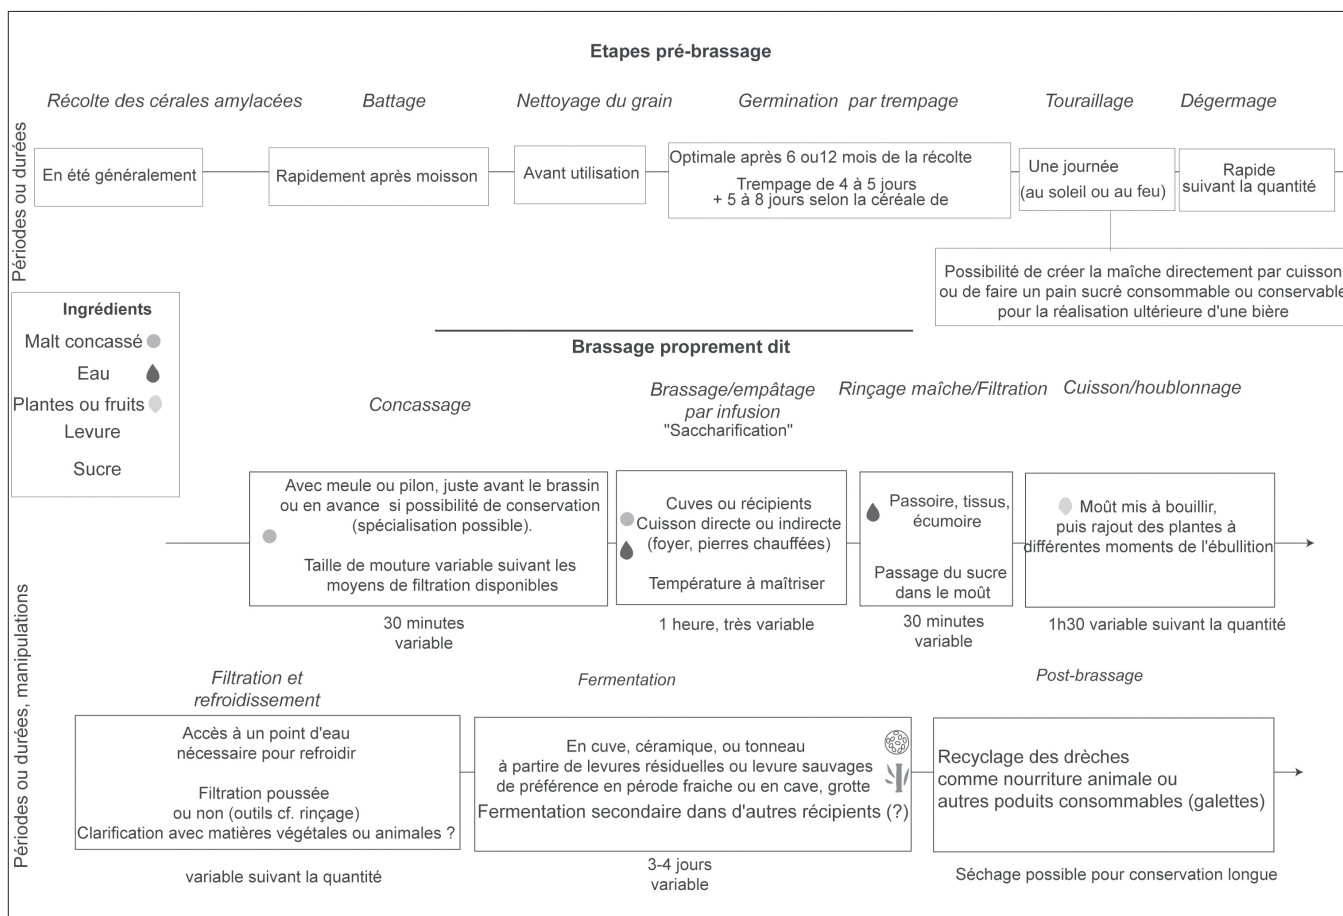 Etapes pré-brassage
Périodes ou durées
Récolte des cérales amylacées
En été généralement
Battage
Rapidement après moisson
Nettoyage du grain
Avant utilisation
Germination par trempage
Optimale après 6 ou12 mois de la récolte
Trempage de 4 à 5 jours
+ 5 à 8 jours selon la céréale de
Touraillage
Une journée
(au soleil ou au feu)
Dégermage
Rapide
suivant la quantité
Possibilité de créer la maîche directement par cuisson
ou de faire un pain sucré consommable ou conservable
pour la réalisation ultérieure d'une bière
Ingrédients
Malt concassé
Eau
Plantes ou fruits
Levure
Sucre
Brassage proprement dit
Périodes ou durées, manipulations
Concassage
Avec meule ou pilon, juste avant le brassin
ou en avance si possibilité de conservation
(spécialisation possible).
Taille de mouture variable suivant les
moyens de filtration disponibles
30 minutes
variable
Brassage/empâtage
par infusion
"Saccharification"
Cuves ou récipients
Cuisson directe ou indirecte
(foyer, pierres chauffées)
Température à maîtriser
1 heure, très variable
Rinçage maîche/Filtration
Passoire, tissus,
écumoire
Passage du sucre
dans le moût
30 minutes
variable
Cuisson/houblonnage
Moût mis à bouillir,
puis rajout des plantes à
différentes moments de l'ébullition
1h30 variable suivant la quantité
Filtration et
refroidissement
Accès à un point d'eau
nécessaire pour refroidir
Filtration poussée
ou non (outils cf. rinçage)
Clarification avec matières végétales ou animales ?
variable suivant la quantité
Fermentation
En cuve, céramique, ou tonneau
à partire de levures résiduelles ou levure sauvages
de préférence en pérode fraiche ou en cave, grotte
Fermentation secondaire dans d'autres récipients (?)
3-4 jours
variable
Post-brassage
Recyclage des drèches
comme nourriture animale ou
autres poduits consommables (galettes)
Séchage possible pour conservation longue